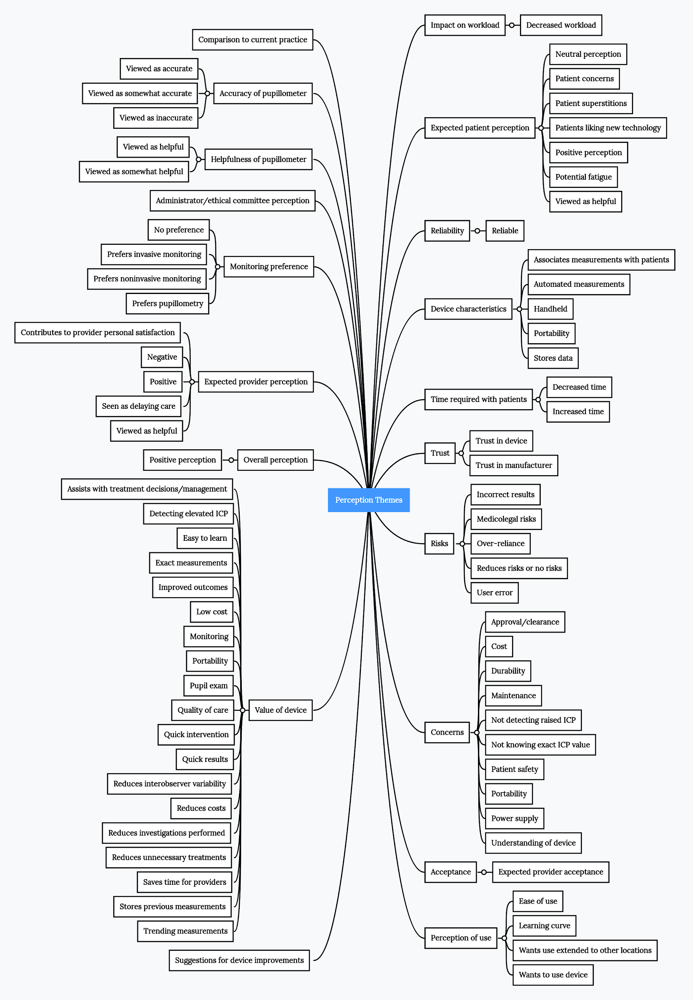 Perception Themes
Comparison to current practice
Accuracy of pupillometer
Viewed as accurate
Viewed as somewhat accurate
Viewed as inaccurate
Helpfulness of pupillometer
Viewed as helpful
Viewed as somewhat helpful
Administrator/ethical committee perception
Monitoring preference
No preference
Prefers invasive monitoring
Prefers noninvasive monitoring
Prefers pupillometry
Expected provider perception
Contributes to provider personal satisfaction
Negative
Positive
Seen as delaying care
Viewed as helpful
Overall perception
Positive perception
Value of device
Assists with treatment decisions/management
Detecting elevated ICP
Easy to learn
Exact measurements
Improved outcomes
Low cost
Monitoring
Portability
Pupil exam
Quality of care
Quick intervention
Quick results
Reduces interobserver variability
Reduces costs
Reduces investigations performed
Reduces unnecessary treatments
Saves time for providers
Stores previous measurements
Trending measurements
Suggestions for device improvements
Impact on workload
Decreased workload
Expected patient perception
Neutral perception
Patient concerns
Patient superstitions
Patients liking new technology
Positive perception
Potential fatigue
Viewed as helpful
Reliability
Reliable
Device characteristics
Associates measurements with patients
Automated measurements
Handheld
Portability
Stores data
Time required with patients
Decreased time
Increased time
Trust
Trust in device
Trust in manufacturer
Risks
Incorrect results
Medicolegal risks
Over-reliance
Reduces risks or no risks
User error
Concerns
Approval/clearance
Cost
Durability
Maintenance
Not detecting raised ICP
Not knowing exact ICP value
Patient safety
Portability
Power supply
Understanding of device
Acceptance
Expected provider acceptance
Perception of use
Ease of use
Learning curve
Wants use extended to other locations
Wants to use device